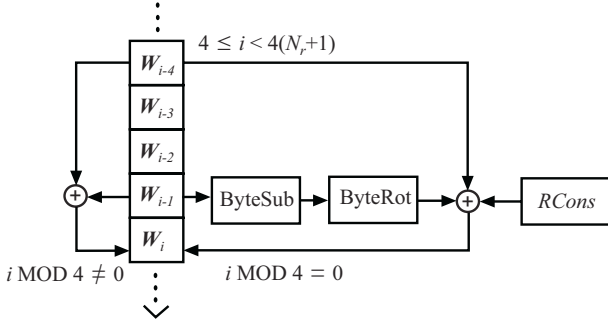 4 ≤ i < 4(Nr+1)
Wi-4
Wi-3
Wi-2
Wi-1 ByteSub ByteRot RCons
Wi
i MOD 4 ≠ 0 i MOD 4 = 0